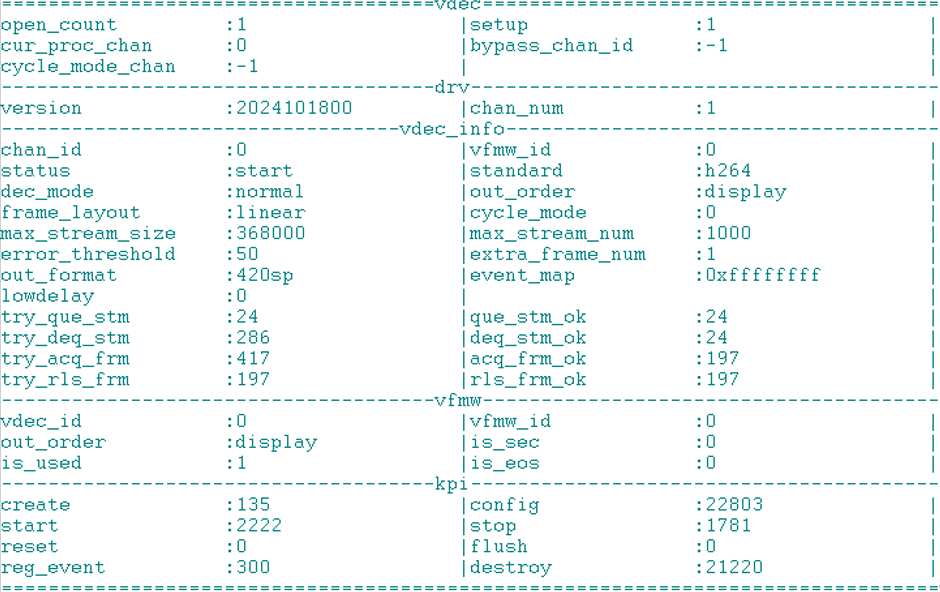 ================================vdec================================
open_count :1 |setup :1 |
cur_proc_chan :0 |bypass_chan_id :-1 |
cycle_mode_chan :-1 | |
--------------------------------drv--------------------------------
version :2024101800 |chan_num :1 |
--------------------------------vdec_info--------------------------------
chan_id :0 |vfmw_id :0 |
status :start |standard :h264 |
dec_mode :normal |out_order :display |
frame_layout :linear |cycle_mode :0 |
max_stream_size :368000 |max_stream_num :1000 |
error_threshold :50 |extra_frame_num :1 |
out_format :420sp |event_map :0xffffffff |
lowdelay :0 | |
try_que_stm :24 |que_stm_ok :24 |
try_deq_stm :286 |deq_stm_ok :24 |
try_acq_frm :417 |acq_frm_ok :197 |
try_rls_frm :197 |rls_frm_ok :197 |
--------------------------------vfmw--------------------------------
vdec_id :0 |vfmw_id :0 |
out_order :display |is_sec :0 |
is_used :1 |is_eos :0 |
--------------------------------kpi--------------------------------
create :135 |config :22803 |
start :2222 |stop :1781 |
reset :0 |flush :0 |
reg_event :300 |destroy :21220 |
================================================================